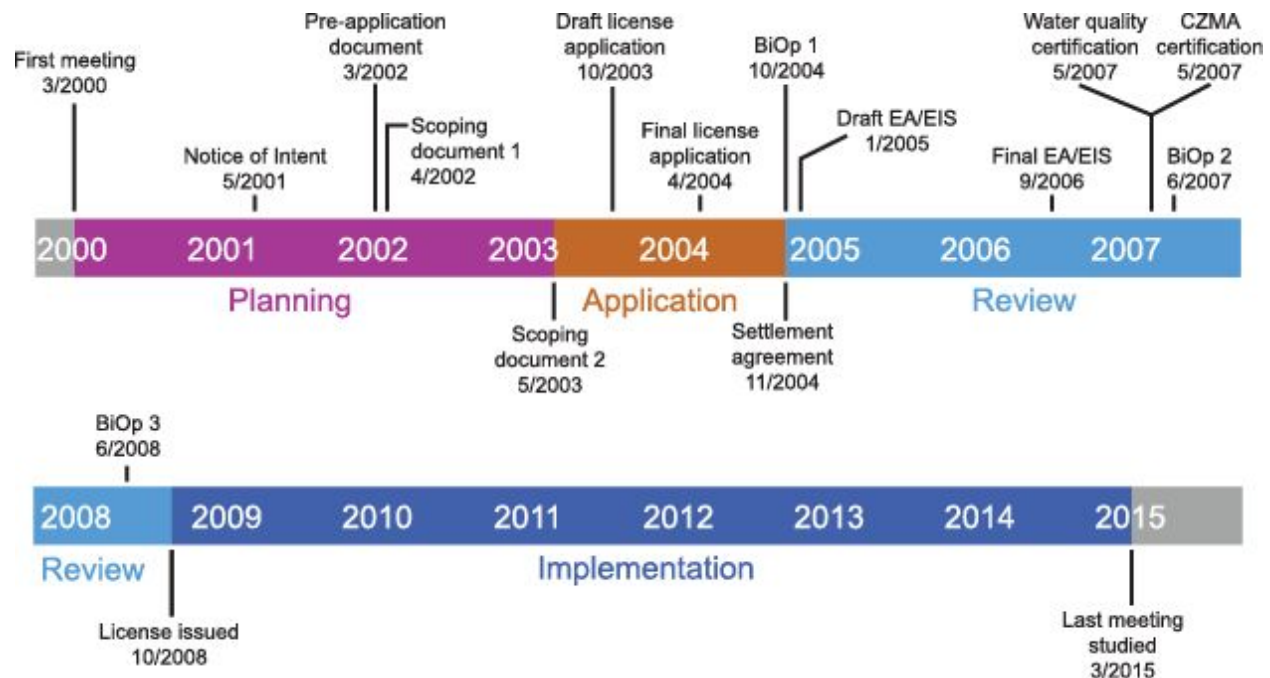 First meeting
3/2000
Notice of Intent
5/2001
Pre-application
document
3/2002
Scoping
document 1
4/2002
Draft license
application
10/2003
Final license
application
4/2004
BiOp 1
10/2004
Draft EA/EIS
1/2005
Final EA/EIS
9/2006
Water quality
certification
5/2007
CZMA
certification
5/2007
BiOp 2
6/2007
2000 2001 2002 2003 2004 2005 2006 2007
Planning Application Review
Scoping
document 2
5/2003
Settlement
agreement
11/2004
BiOp 3
6/2008
2008 2009 2010 2011 2012 2013 2014 2015
Review Implementation
License issued
10/2008
Last meeting
studied
3/2015